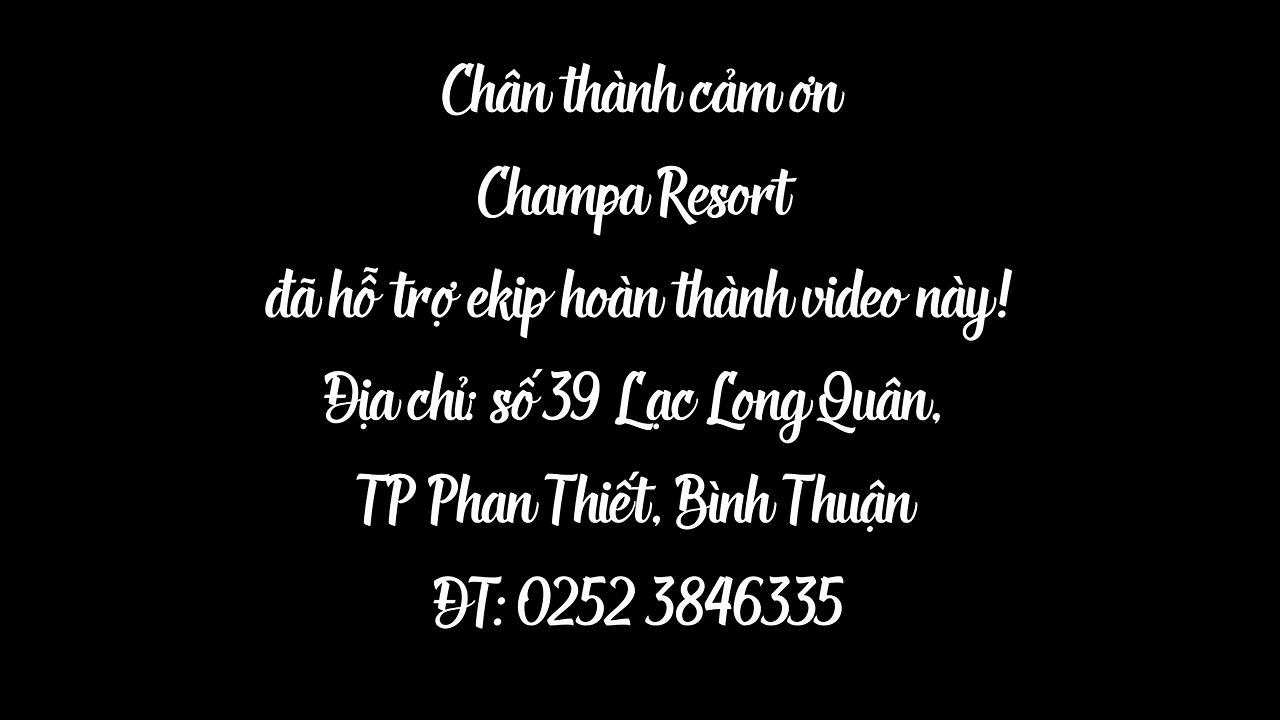 Chân thành cảm ơn
Champa Resort
đã hỗ trợ ekip hoàn thành video này!
Địa chỉ: số 39 Lạc Long Quân,
TP Phan Thiết, Bình Thuận
ĐT: 0252 3846335